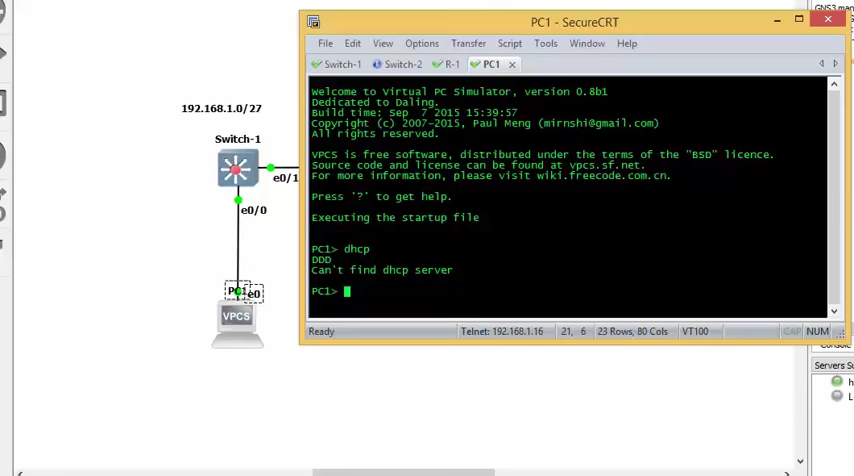 GNS3 man
PC1 - SecureCRT
File Edit View Options Transfer Script Tools Window Help
Switch-1 Switch-2 R-1 PC1
Welcome to Virtual PC Simulator, version 0.8b1
Dedicated to Daling.
Build time: Sep 7 2015 15:39:57
Copyright (c) 2007-2015, Paul Meng (mirnshi@gmail.com)
All rights reserved.
VPCS is free software, distributed under the terms of the "BSD" licence.
Source code and license can be found at vpcs.sf.net.
For more information, please visit wiki.freecode.com.cn.
Press '?' to get help.
Executing the startup file
PC1> dhcp
DDD
Can't find dhcp server
PC1>
Ready Telnet: 192.168.1.16 21, 6 23 Rows, 80 Cols VT100 CAP NUM
192.168.1.0/27
Switch-1
e0/1
e0/0
PC1
e0
VPCS
Console
Servers Su
h
L